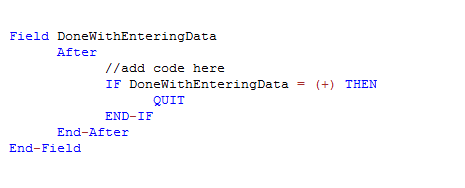 Field DoneWithEnteringData
After
//add code here
IF DoneWithEnteringData = (+) THEN
QUIT
END-IF
End-After
End-Field